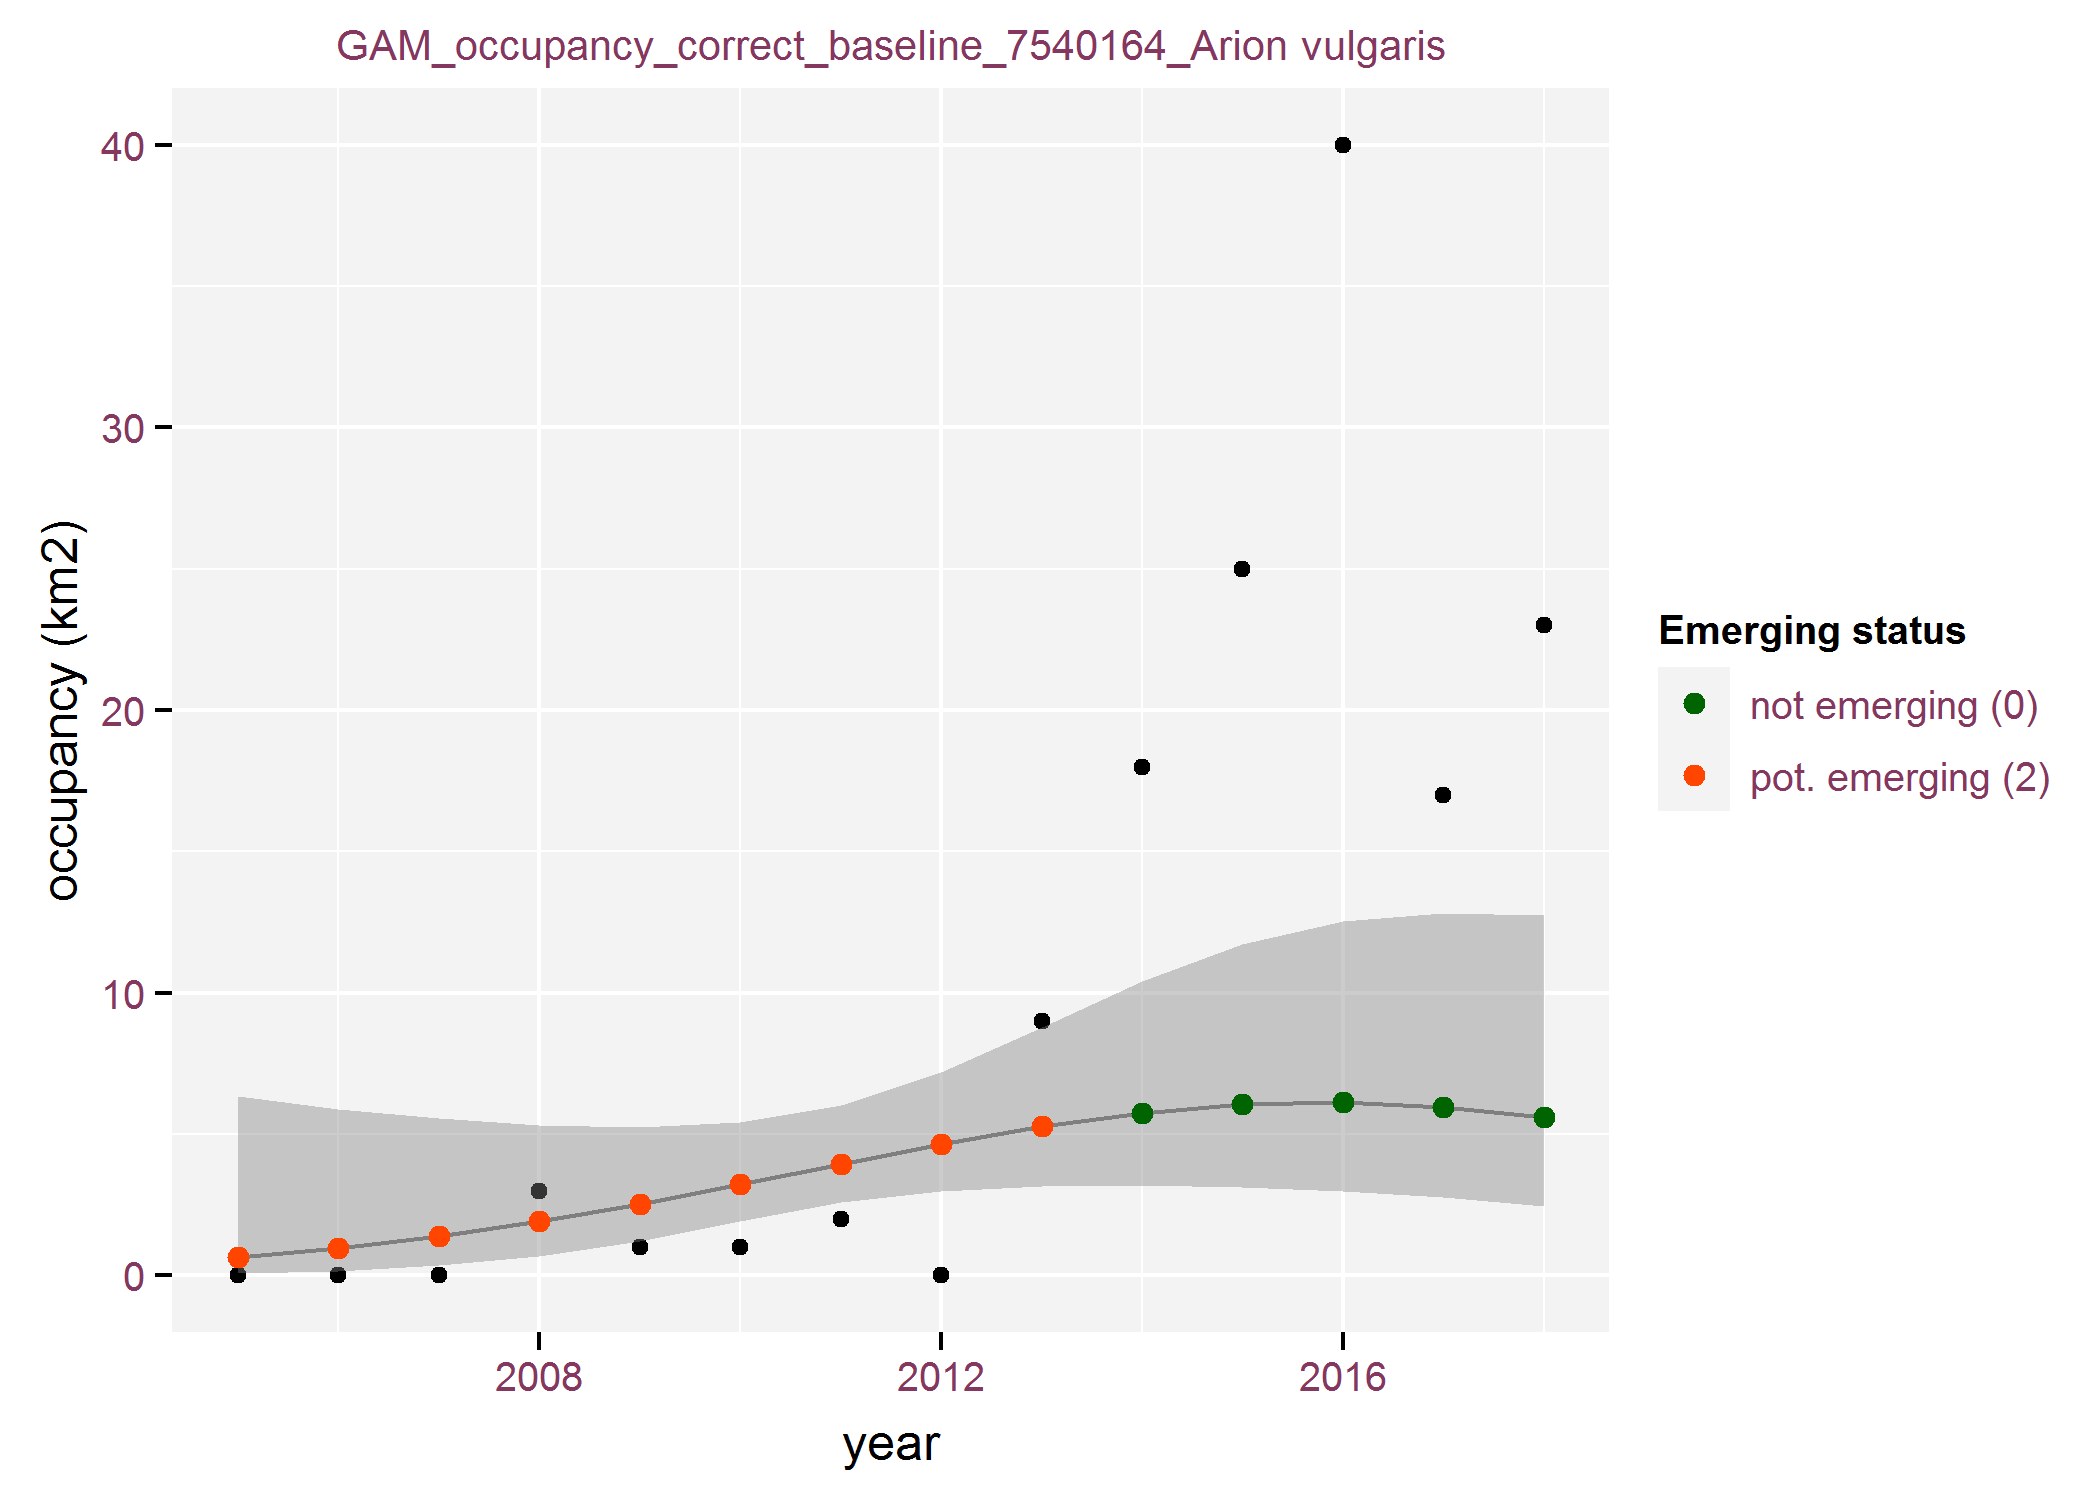 GAM_occupancy_correct_baseline_7540164_Arion vulgaris
40
30
20
10
0
occupancy (km2)
2008 2012 2016
year
Emerging status
not emerging (0)
pot. emerging (2)